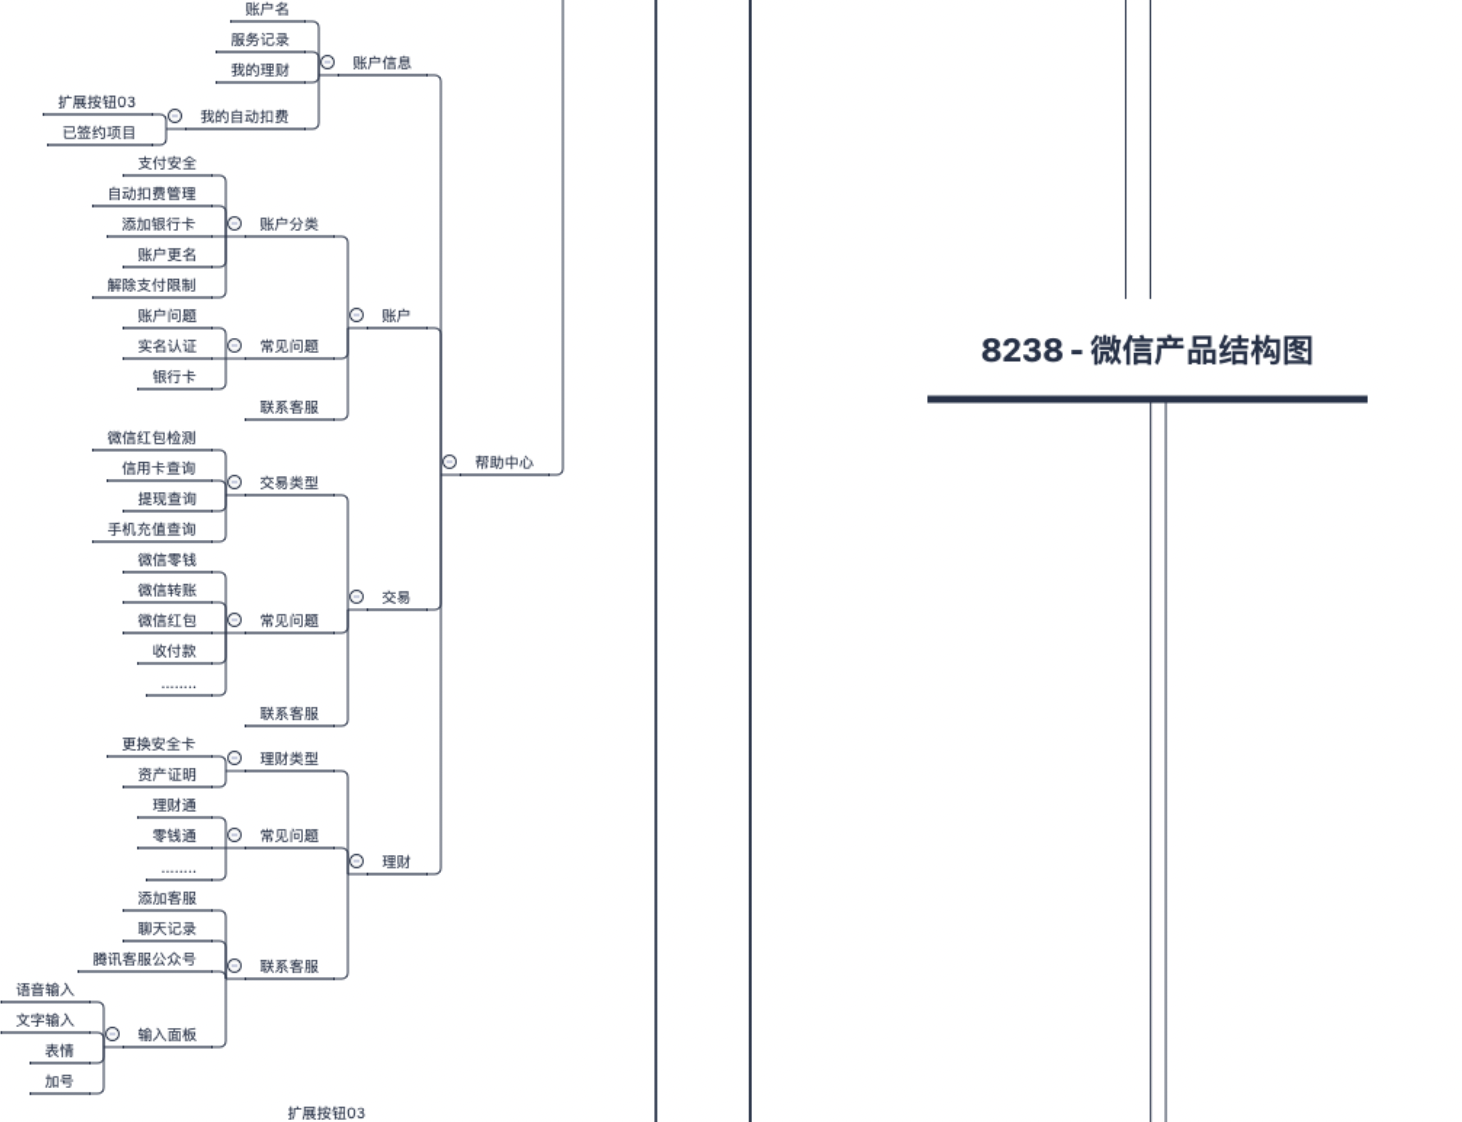 账户名
服务记录
账户信息
我的理财
扩展按钮03
我的自动扣费
已签约项目
支付安全
自动扣费管理
添加银行卡
账户分类
账户更名
解除支付限制
账户问题
账户
实名认证
常见问题
银行卡
联系客服
微信红包检测
信用卡查询
交易类型
提现查询
手机充值查询
帮助中心
微信零钱
微信转账
交易
微信红包
常见问题
收付款
........
联系客服
更换安全卡
理财类型
资产证明
理财通
零钱通
常见问题
理财
........
添加客服
聊天记录
腾讯客服公众号
联系客服
语音输入
文字输入
输入面板
表情
加号
扩展按钮03
8238 - 微信产品结构图